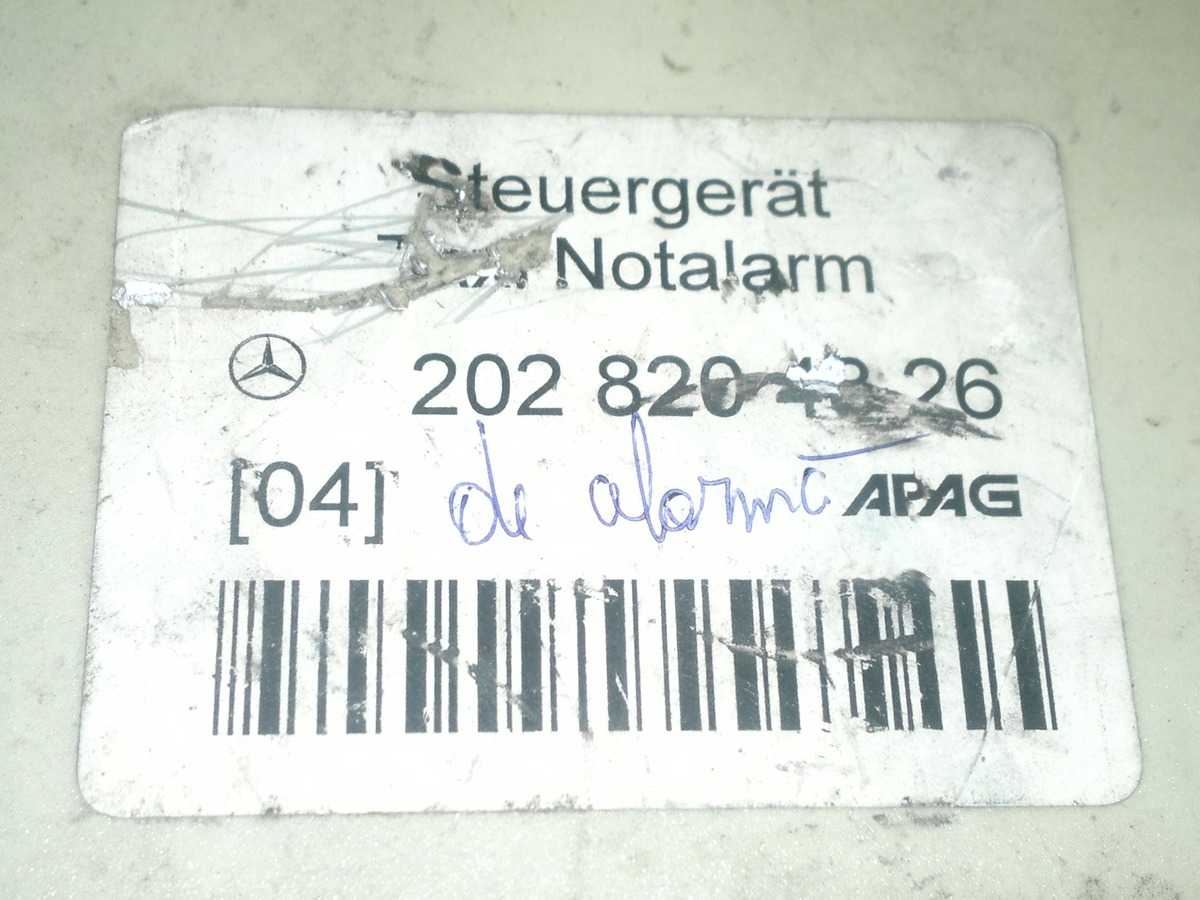 Steuergerät
Notalarm
202 820 26
[04] de alarma APAG